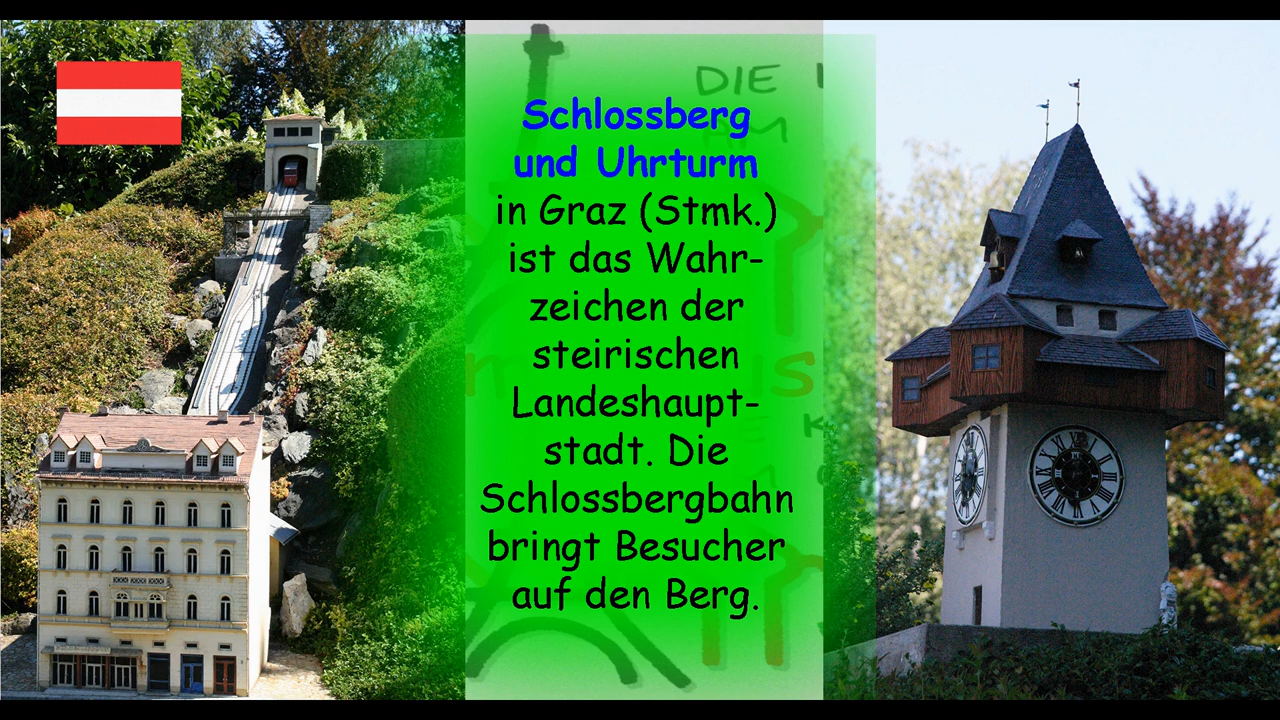 DIE
Schlossberg
und Uhrturm
in Graz (Stmk.)
ist das Wahr-
zeichen der
steirischen
Landeshaupt-
stadt. Die
Schlossbergbahn
bringt Besucher
auf den Berg.